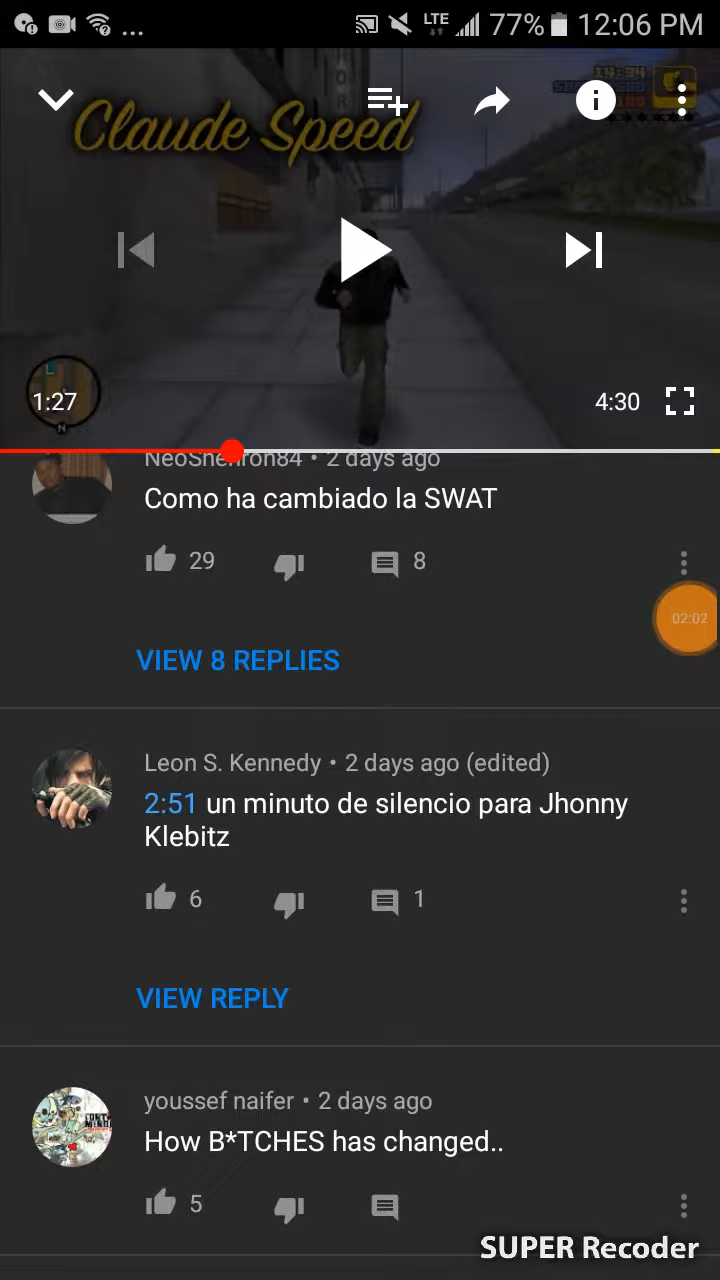 ... LTE 77% 12:06 PM
Claude Speed
1:27
4:30
N
2 days ago
Como ha cambiado la SWAT
29 8
02:02
VIEW 8 REPLIES
Leon S. Kennedy • 2 days ago (edited)
2:51 un minuto de silencio para Jhonny
Klebitz
6 1
VIEW REPLY
youssef naifer • 2 days ago
How B*TCHES has changed..
5
SUPER Recoder